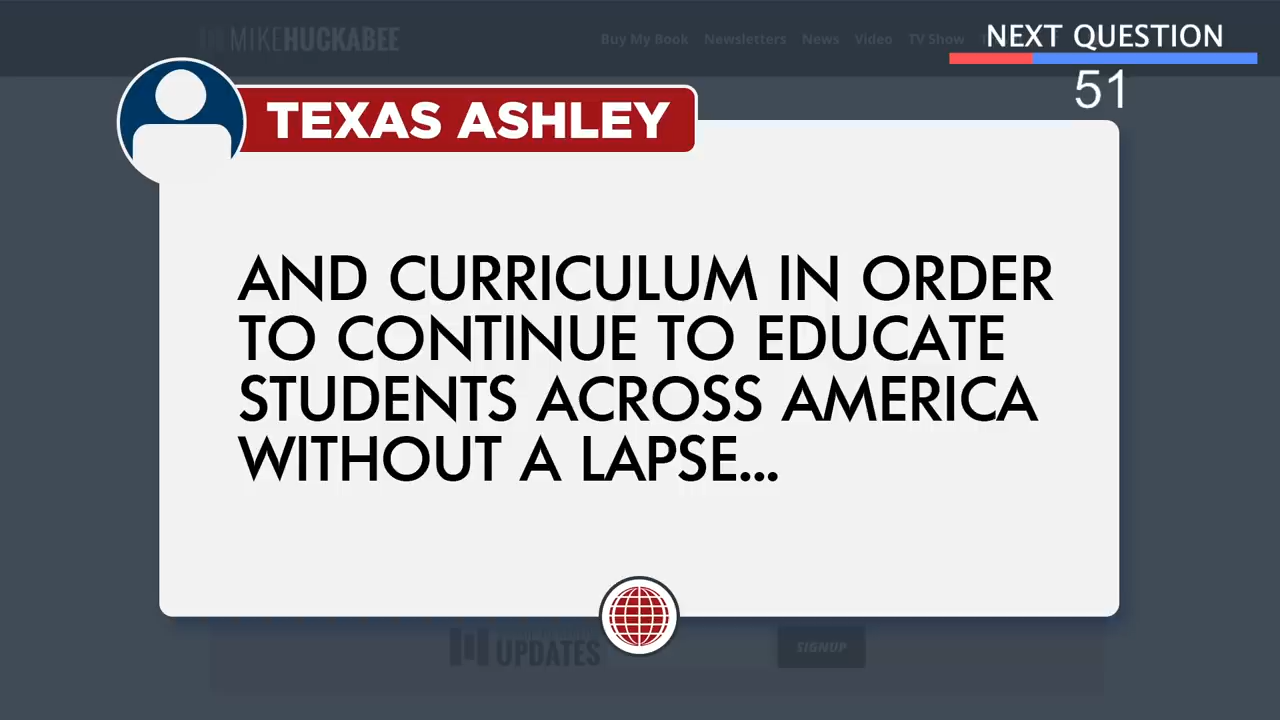 MIKEHUCKABEE
Buy My Book Newsletters News Video TV Show
NEXT QUESTION
51
TEXAS ASHLEY
AND CURRICULUM IN ORDER
TO CONTINUE TO EDUCATE
STUDENTS ACROSS AMERICA
WITHOUT A LAPSE...
UPDATES
SIGNUP